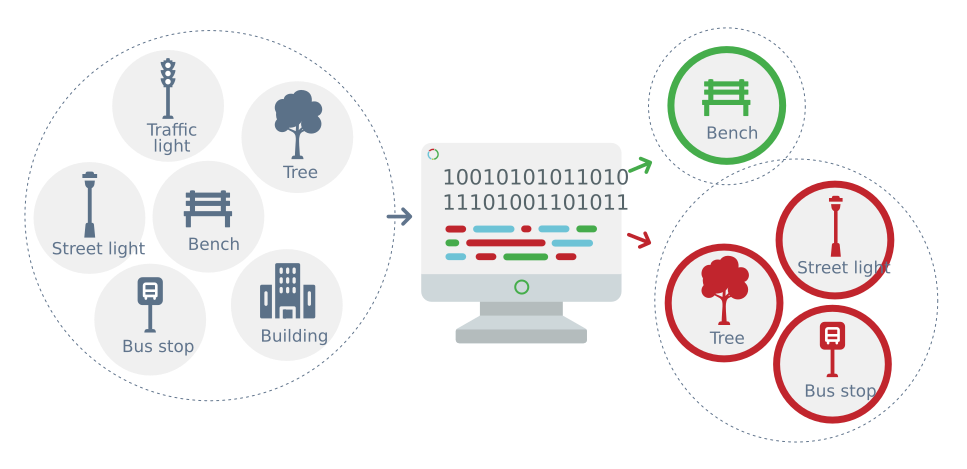 Traffic
light
Tree
Street light
Bench
Bus stop
Building
10010101011010
11101001101011
Bench
Street light
Tree
Bus stop